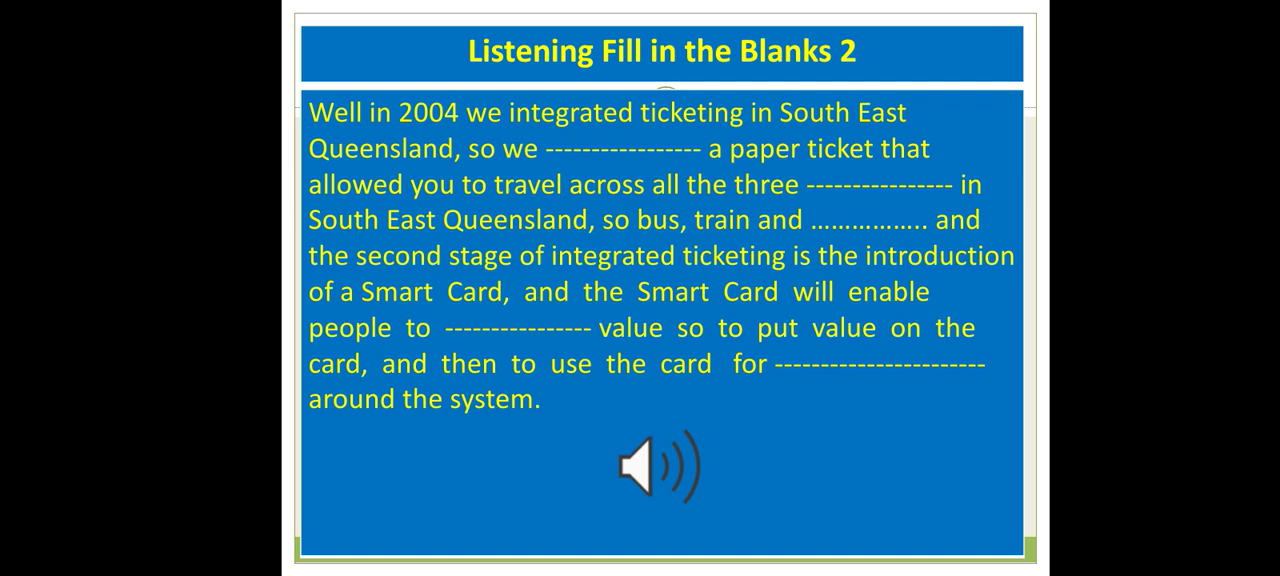 Listening Fill in the Blanks 2
Well in 2004 we integrated ticketing in South East
Queensland, so we ----------------- a paper ticket that
allowed you to travel across all the three ---------------- in
South East Queensland, so bus, train and …………….. and
the second stage of integrated ticketing is the introduction
of a Smart Card, and the Smart Card will enable
people to ---------------- value so to put value on the
card, and then to use the card for -----------------------
around the system.